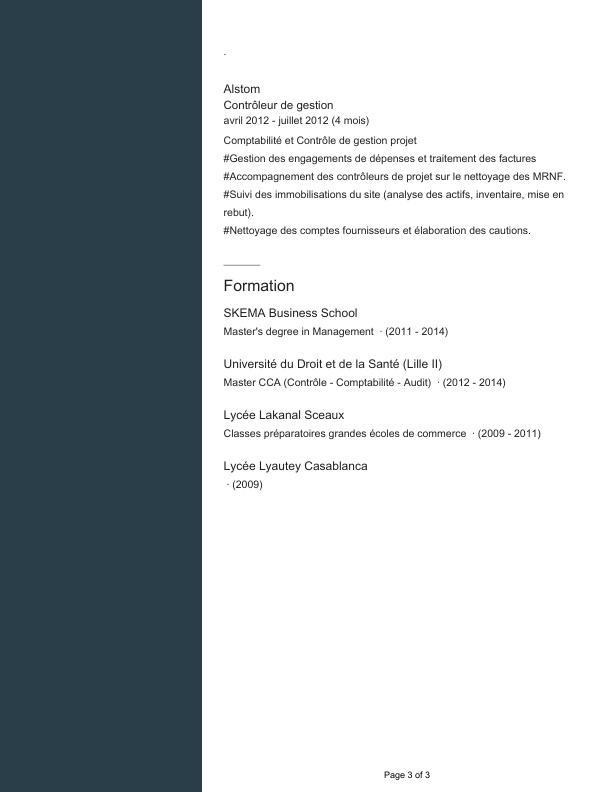 .
Alstom
Contrôleur de gestion
avril 2012 - juillet 2012 (4 mois)
Comptabilité et Contrôle de gestion projet
#Gestion des engagements de dépenses et traitement des factures
#Accompagnement des contrôleurs de projet sur le nettoyage des MRNF.
#Suivi des immobilisations du site (analyse des actifs, inventaire, mise en
rebut).
#Nettoyage des comptes fournisseurs et élaboration des cautions.
Formation
SKEMA Business School
Master's degree in Management · (2011 - 2014)
Université du Droit et de la Santé (Lille II)
Master CCA (Contrôle - Comptabilité - Audit) · (2012 - 2014)
Lycée Lakanal Sceaux
Classes préparatoires grandes écoles de commerce · (2009 - 2011)
Lycée Lyautey Casablanca
· (2009)
Page 3 of 3